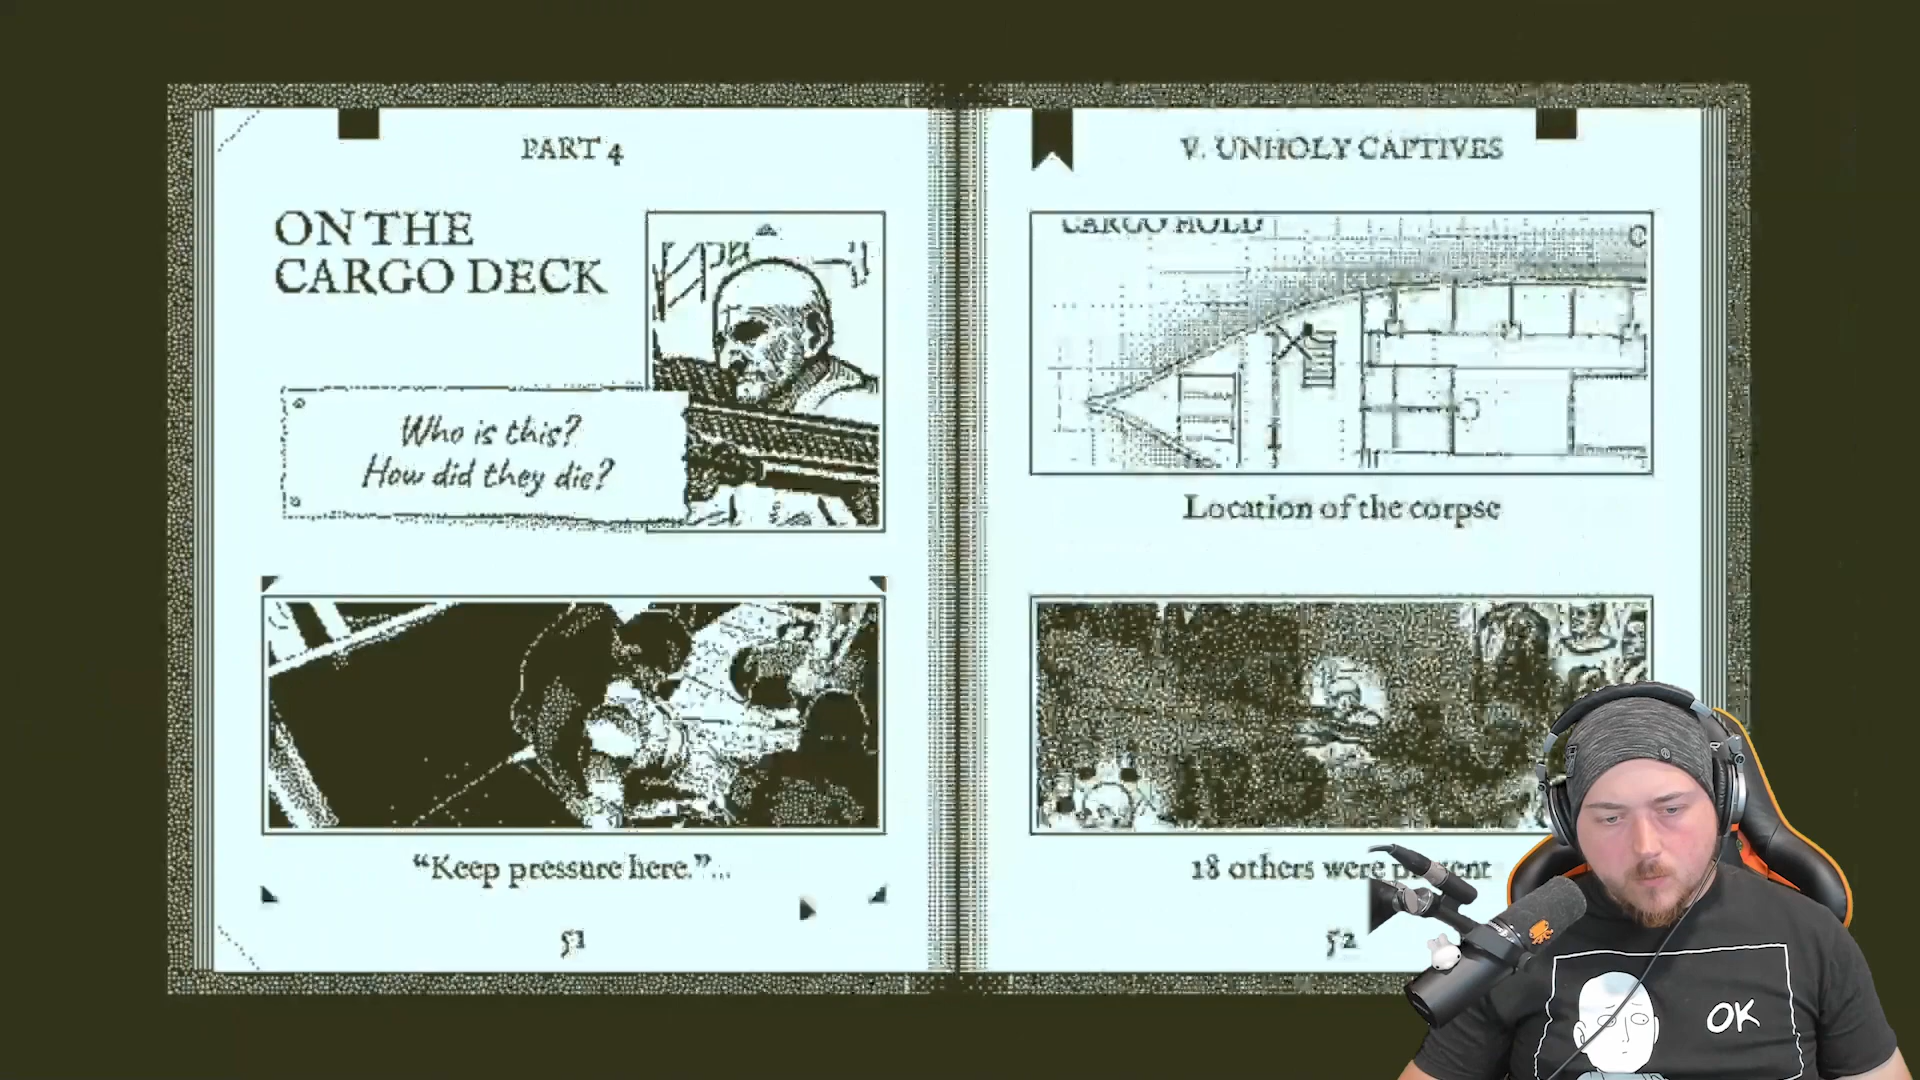 PART 4
ON THE
CARGO DECK
Who is this?
How did they die?
"Keep pressure here."...
51
V. UNHOLY CAPTIVES
CARGO HOLD
Location of the corpse
18 others were present
52
OK